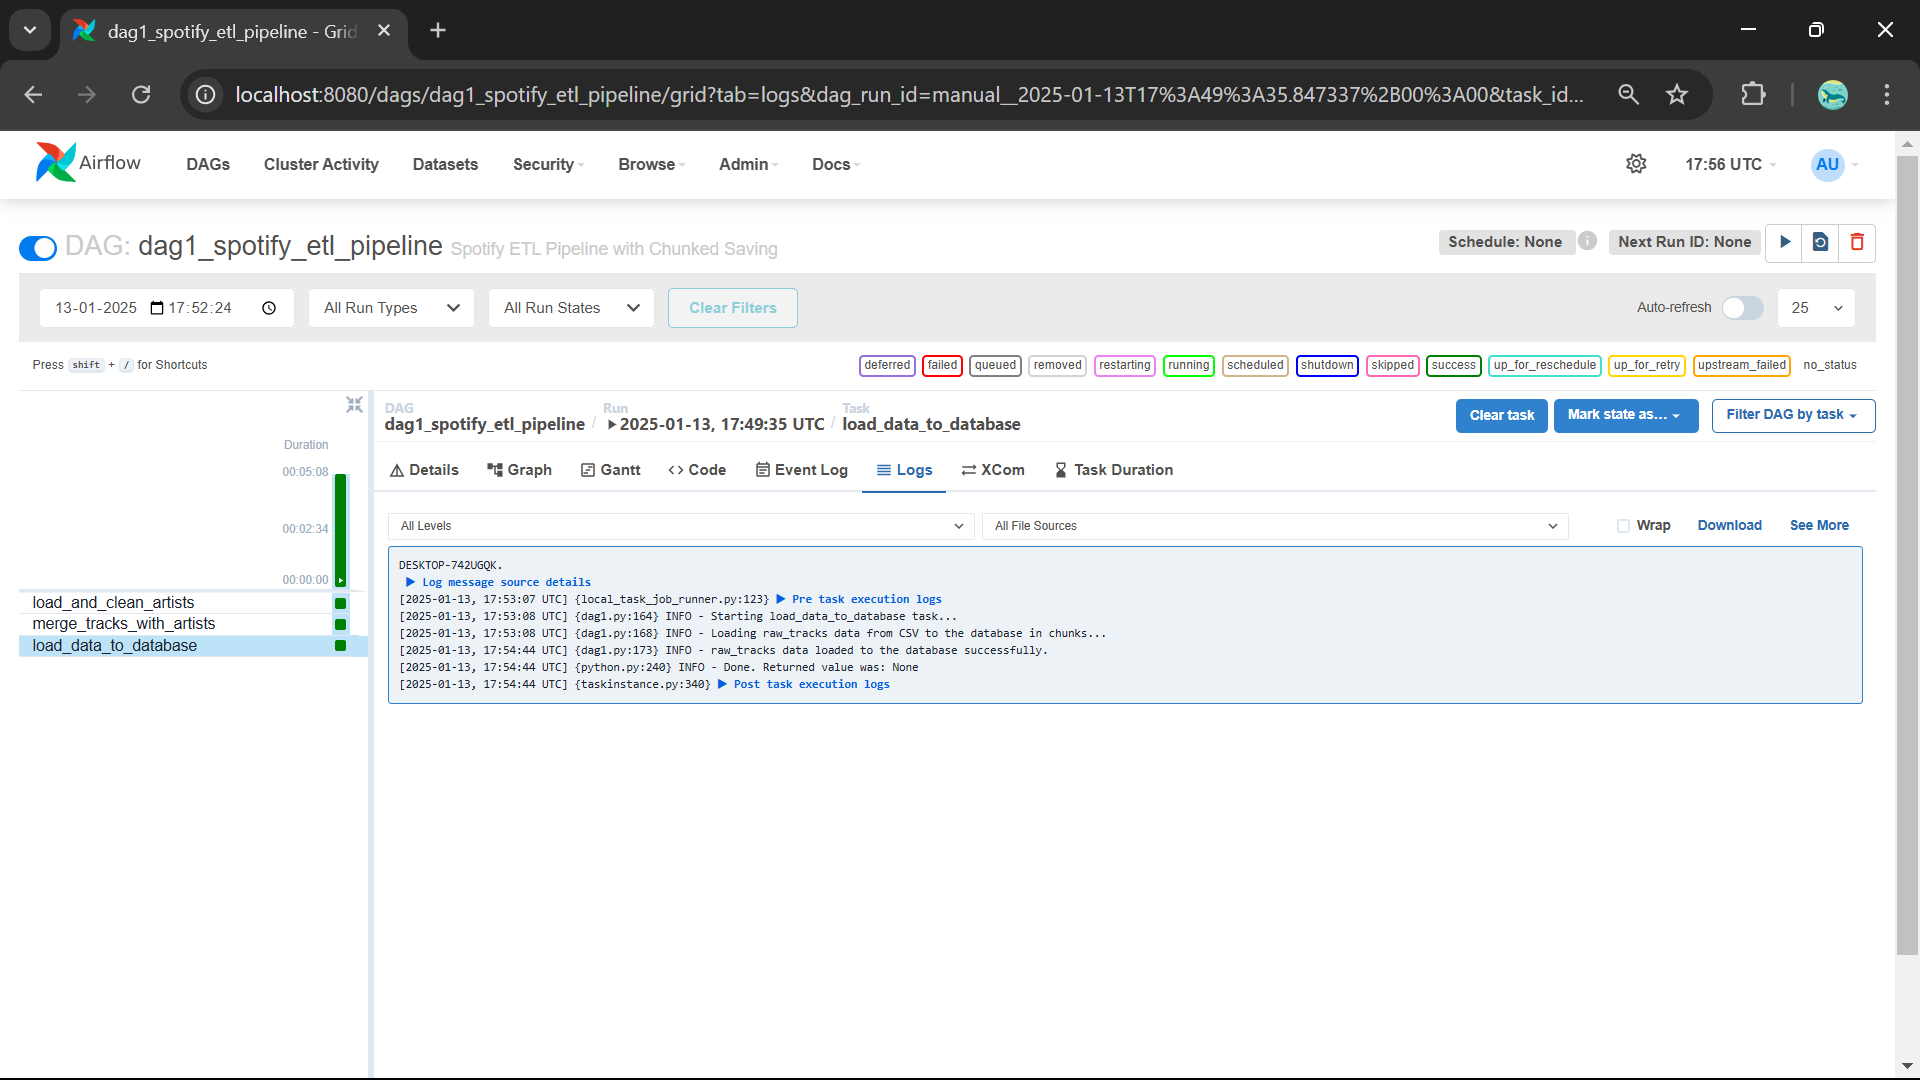 dag1_spotify_etl_pipeline - Grid
localhost:8080/dags/dag1_spotify_etl_pipeline/grid?tab=logs&dag_run_id=manual__2025-01-13T17%3A49%3A35.847337%2B00%3A00&task_id...
Airflow DAGs Cluster Activity Datasets Security Browse Admin Docs 17:56 UTC AU
DAG: dag1_spotify_etl_pipeline Spotify ETL Pipeline with Chunked Saving Schedule: None i Next Run ID: None
13-01-2025 17:52:24 All Run Types All Run States Clear Filters Auto-refresh 25
Press shift + / for Shortcuts deferred failed queued removed restarting running scheduled shutdown skipped success up_for_reschedule up_for_retry upstream_failed no_status
Duration
00:05:08
00:02:34
00:00:00
load_and_clean_artists
merge_tracks_with_artists
load_data_to_database
DAG Run Task
dag1_spotify_etl_pipeline / 2025-01-13, 17:49:35 UTC / load_data_to_database Clear task Mark state as... Filter DAG by task
Details Graph Gantt Code Event Log Logs XCom Task Duration
All Levels All File Sources Wrap Download See More
DESKTOP-742UGQK.
▶ Log message source details
[2025-01-13, 17:53:07 UTC] {local_task_job_runner.py:123} ▶ Pre task execution logs
[2025-01-13, 17:53:08 UTC] {dag1.py:164} INFO - Starting load_data_to_database task...
[2025-01-13, 17:53:08 UTC] {dag1.py:168} INFO - Loading raw_tracks data from CSV to the database in chunks...
[2025-01-13, 17:54:44 UTC] {dag1.py:173} INFO - raw_tracks data loaded to the database successfully.
[2025-01-13, 17:54:44 UTC] {python.py:240} INFO - Done. Returned value was: None
[2025-01-13, 17:54:44 UTC] {taskinstance.py:340} ▶ Post task execution logs